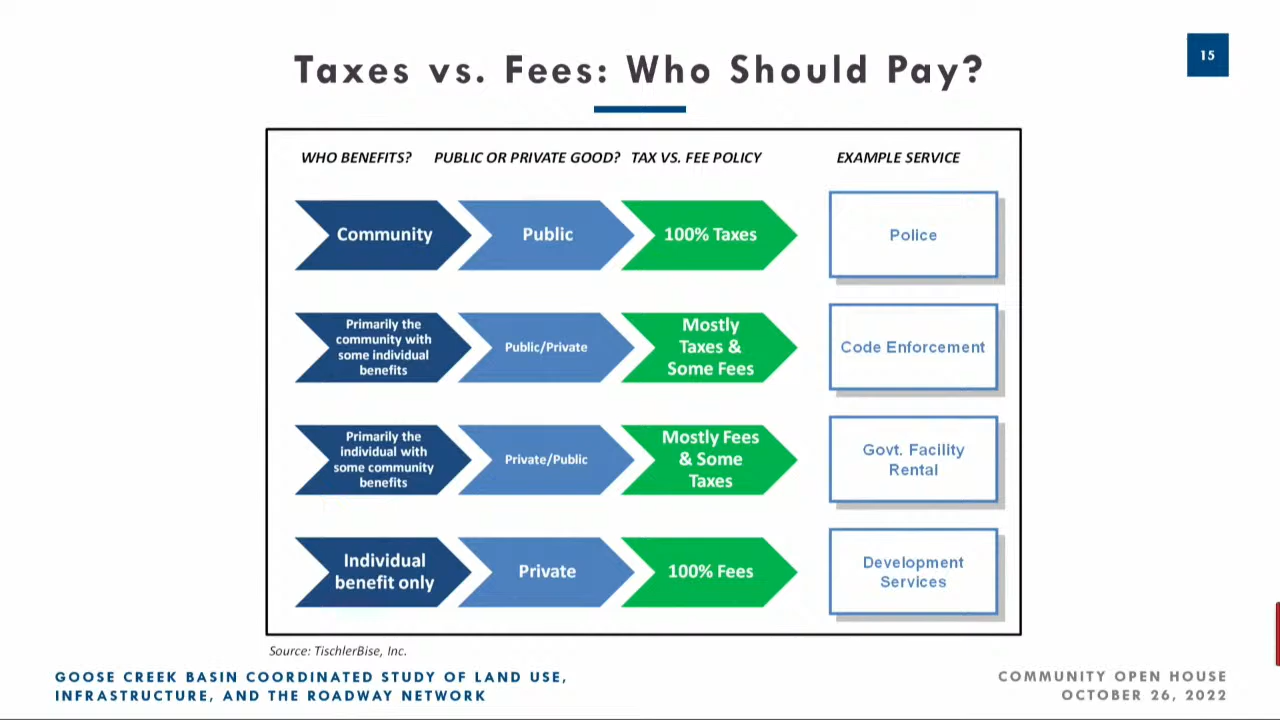 15
Taxes vs. Fees: Who Should Pay?
WHO BENEFITS? PUBLIC OR PRIVATE GOOD? TAX VS. FEE POLICY EXAMPLE SERVICE
Community
Public
100% Taxes
Police
Primarily the
community with
some individual
benefits
Public/Private
Mostly
Taxes &
Some Fees
Code Enforcement
Primarily the
individual with
some community
benefits
Private/Public
Mostly Fees
& Some
Taxes
Govt. Facility
Rental
Individual
benefit only
Private
100% Fees
Development
Services
Source: TischlerBise, Inc.
GOOSE CREEK BASIN COORDINATED STUDY OF LAND USE,
INFRASTRUCTURE, AND THE ROADWAY NETWORK
COMMUNITY OPEN HOUSE
OCTOBER 26, 2022